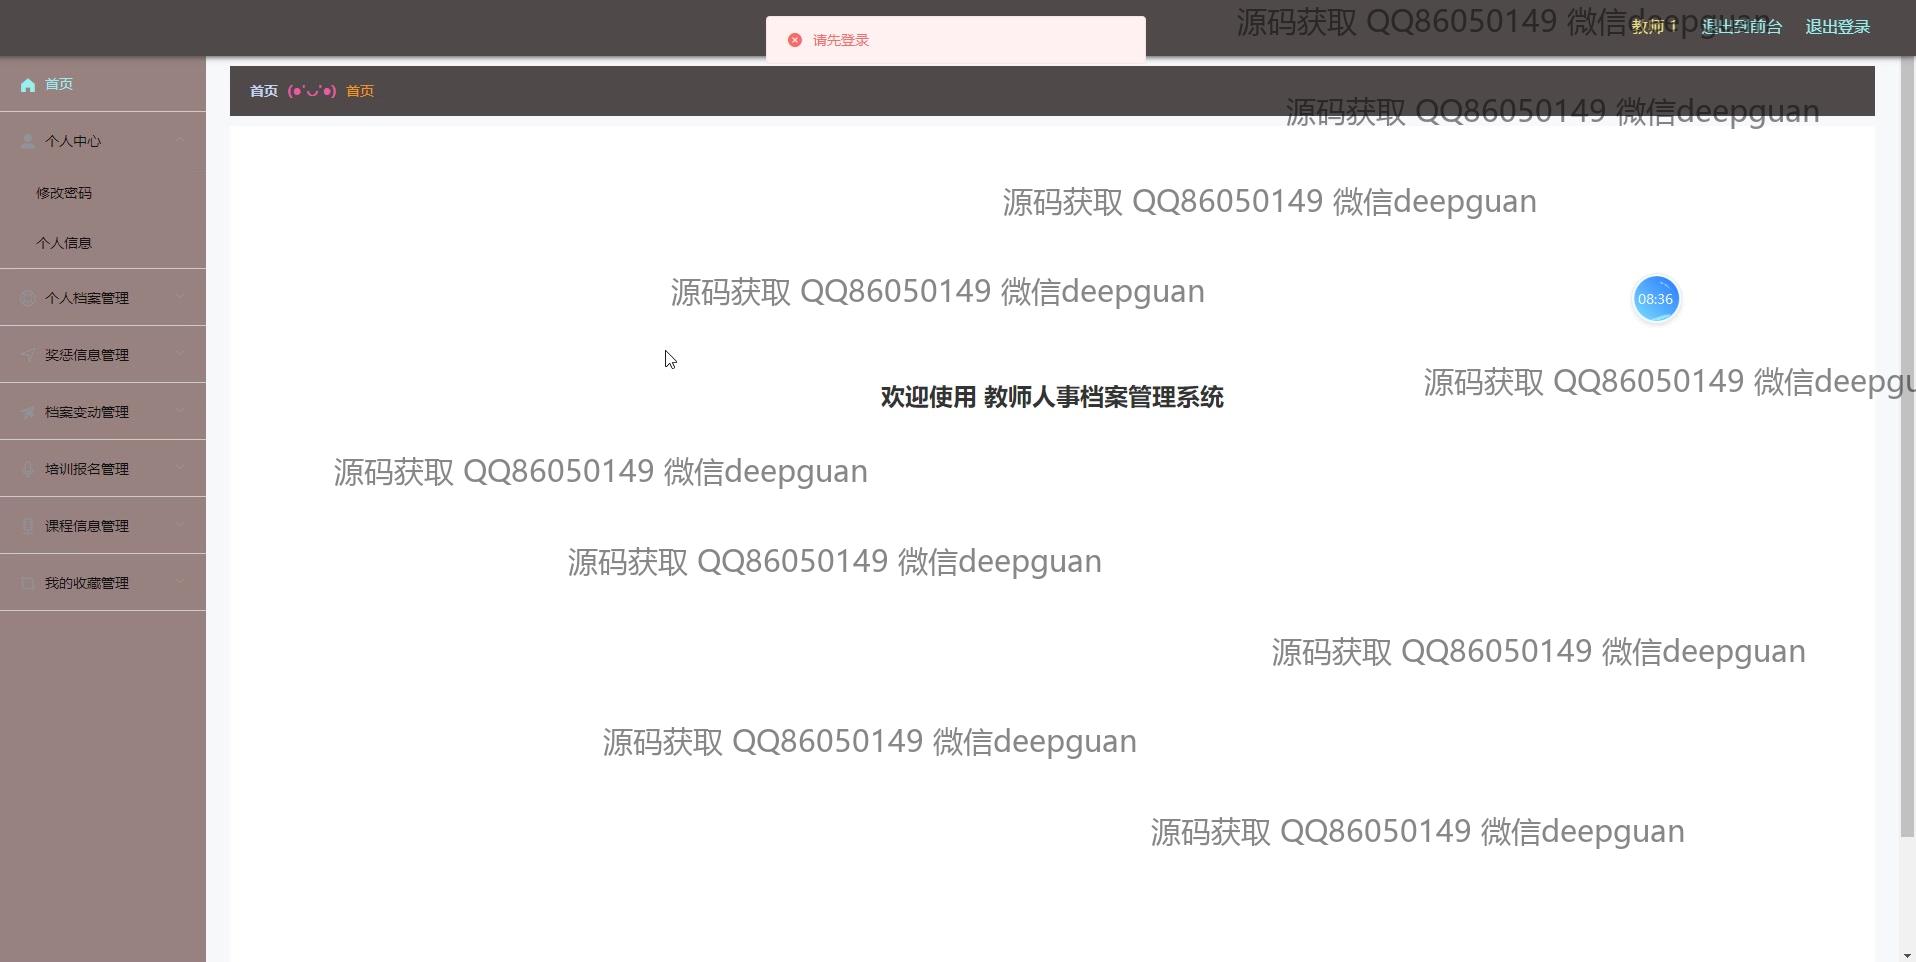 源码获取 QQ86050149 微信deepguan
教师 1 退出到前台 退出登录
请先登录
首页
首页 (●'◡'●) 首页
源码获取 QQ86050149 微信deepguan
个人中心
修改密码
源码获取 QQ86050149 微信deepguan
个人信息
个人档案管理
源码获取 QQ86050149 微信deepguan
08:36
奖惩信息管理
源码获取 QQ86050149 微信deepgu
欢迎使用 教师人事档案管理系统
档案变动管理
培训报名管理
源码获取 QQ86050149 微信deepguan
课程信息管理
源码获取 QQ86050149 微信deepguan
我的收藏管理
源码获取 QQ86050149 微信deepguan
源码获取 QQ86050149 微信deepguan
源码获取 QQ86050149 微信deepguan